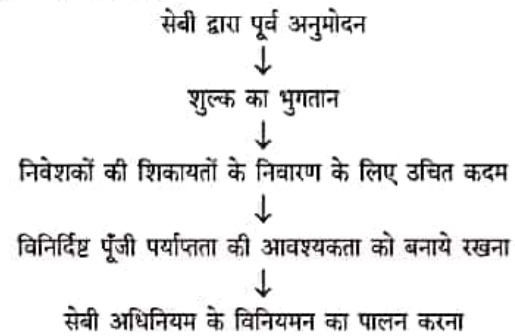 सेबी द्वारा पूर्व अनुमोदन
↓
शुल्क का भुगतान
↓
निवेशकों की शिकायतों के निवारण के लिए उचित कदम
↓
विनिर्दिष्ट पूँजी पर्याप्तता की आवश्यकता को बनाये रखना
↓
सेबी अधिनियम के विनियमन का पालन करना